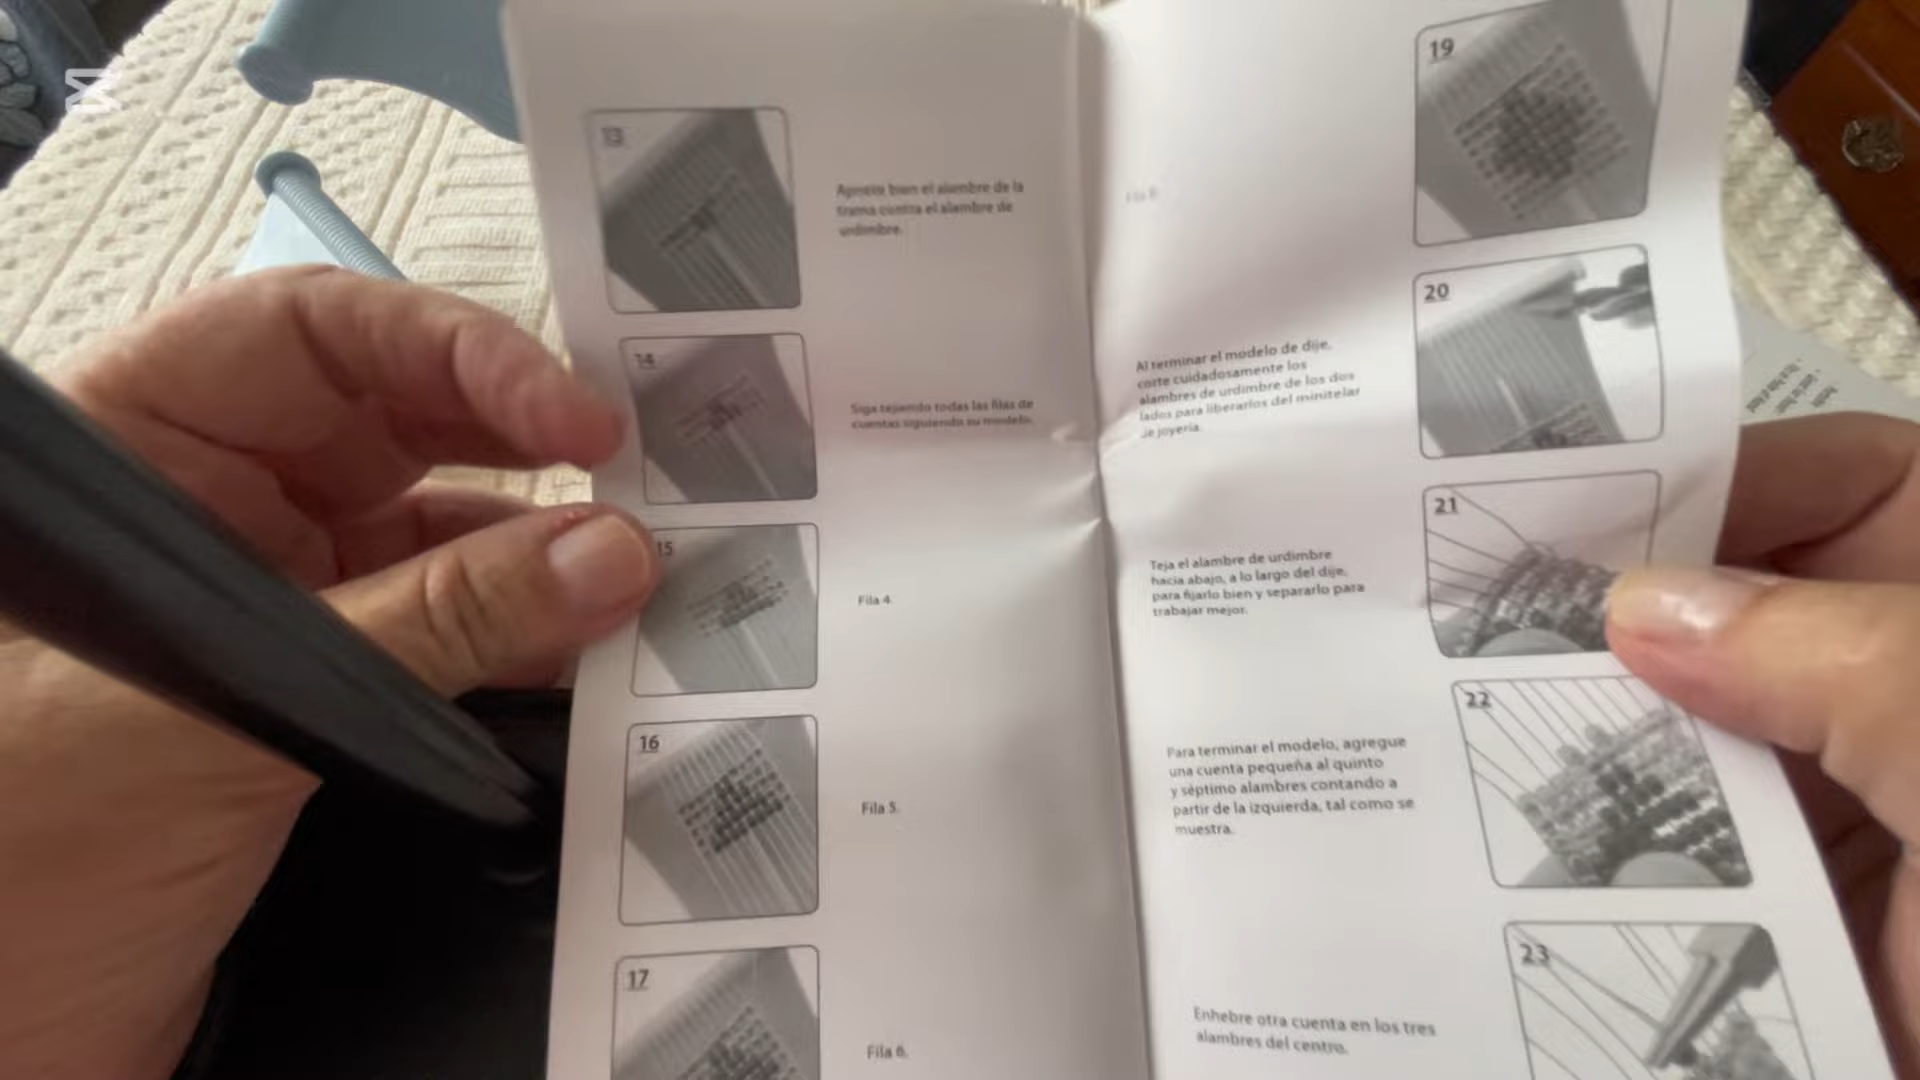 13
Apriete bien el alambre de la
trama contra el alambre de
urdimbre.
14
Siga tejiendo todas las filas de
cuentas siguiendo su modelo.
15
Fila 4.
16
Fila 5.
17
Fila 6.
19
Fila 8.
20
Al terminar el modelo de dije,
corte cuidadosamente los
alambres de urdimbre de los dos
lados para liberarlos del minitelar
de joyería.
21
Teja el alambre de urdimbre
hacia abajo, a lo largo del dije,
para fijarlo bien y separarlo para
trabajar mejor.
22
Para terminar el modelo, agregue
una cuenta pequeña al quinto
y séptimo alambres contando a
partir de la izquierda, tal como se
muestra.
23
Enhebre otra cuenta en los tres
alambres del centro.